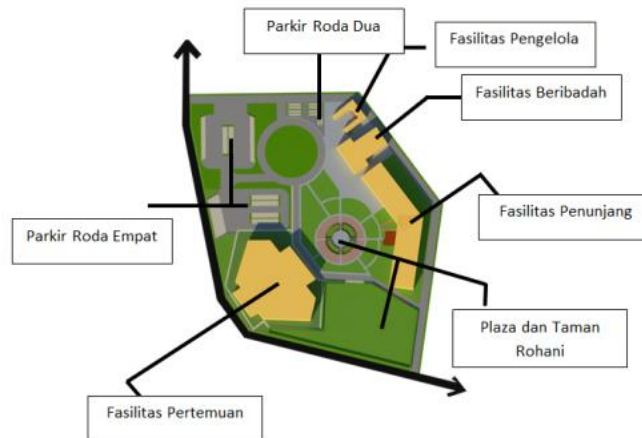 Parkir Roda Dua
Fasilitas Pengelola
Fasilitas Beribadah
Fasilitas Penunjang
Parkir Roda Empat
Plaza dan Taman
Rohani
Fasilitas Pertemuan